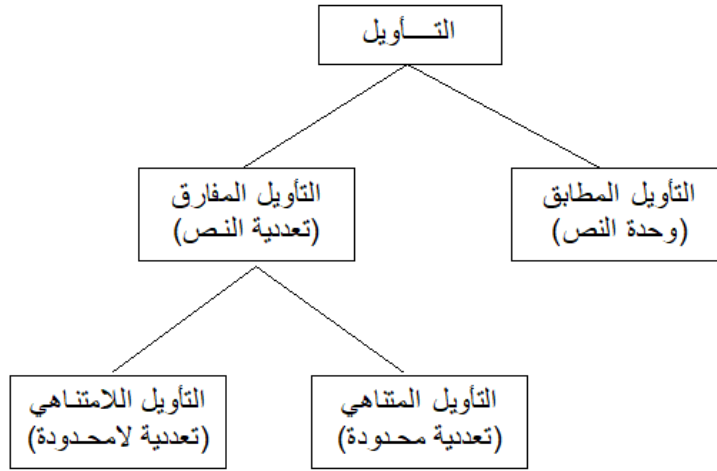 التـــأويل
التأويل المطابق
(وحدة النص)
التأويل المفارق
(تعددية النص)
التأويل المتناهي
(تعددية محدودة)
التأويل اللامتناهي
(تعددية لامحدودة)